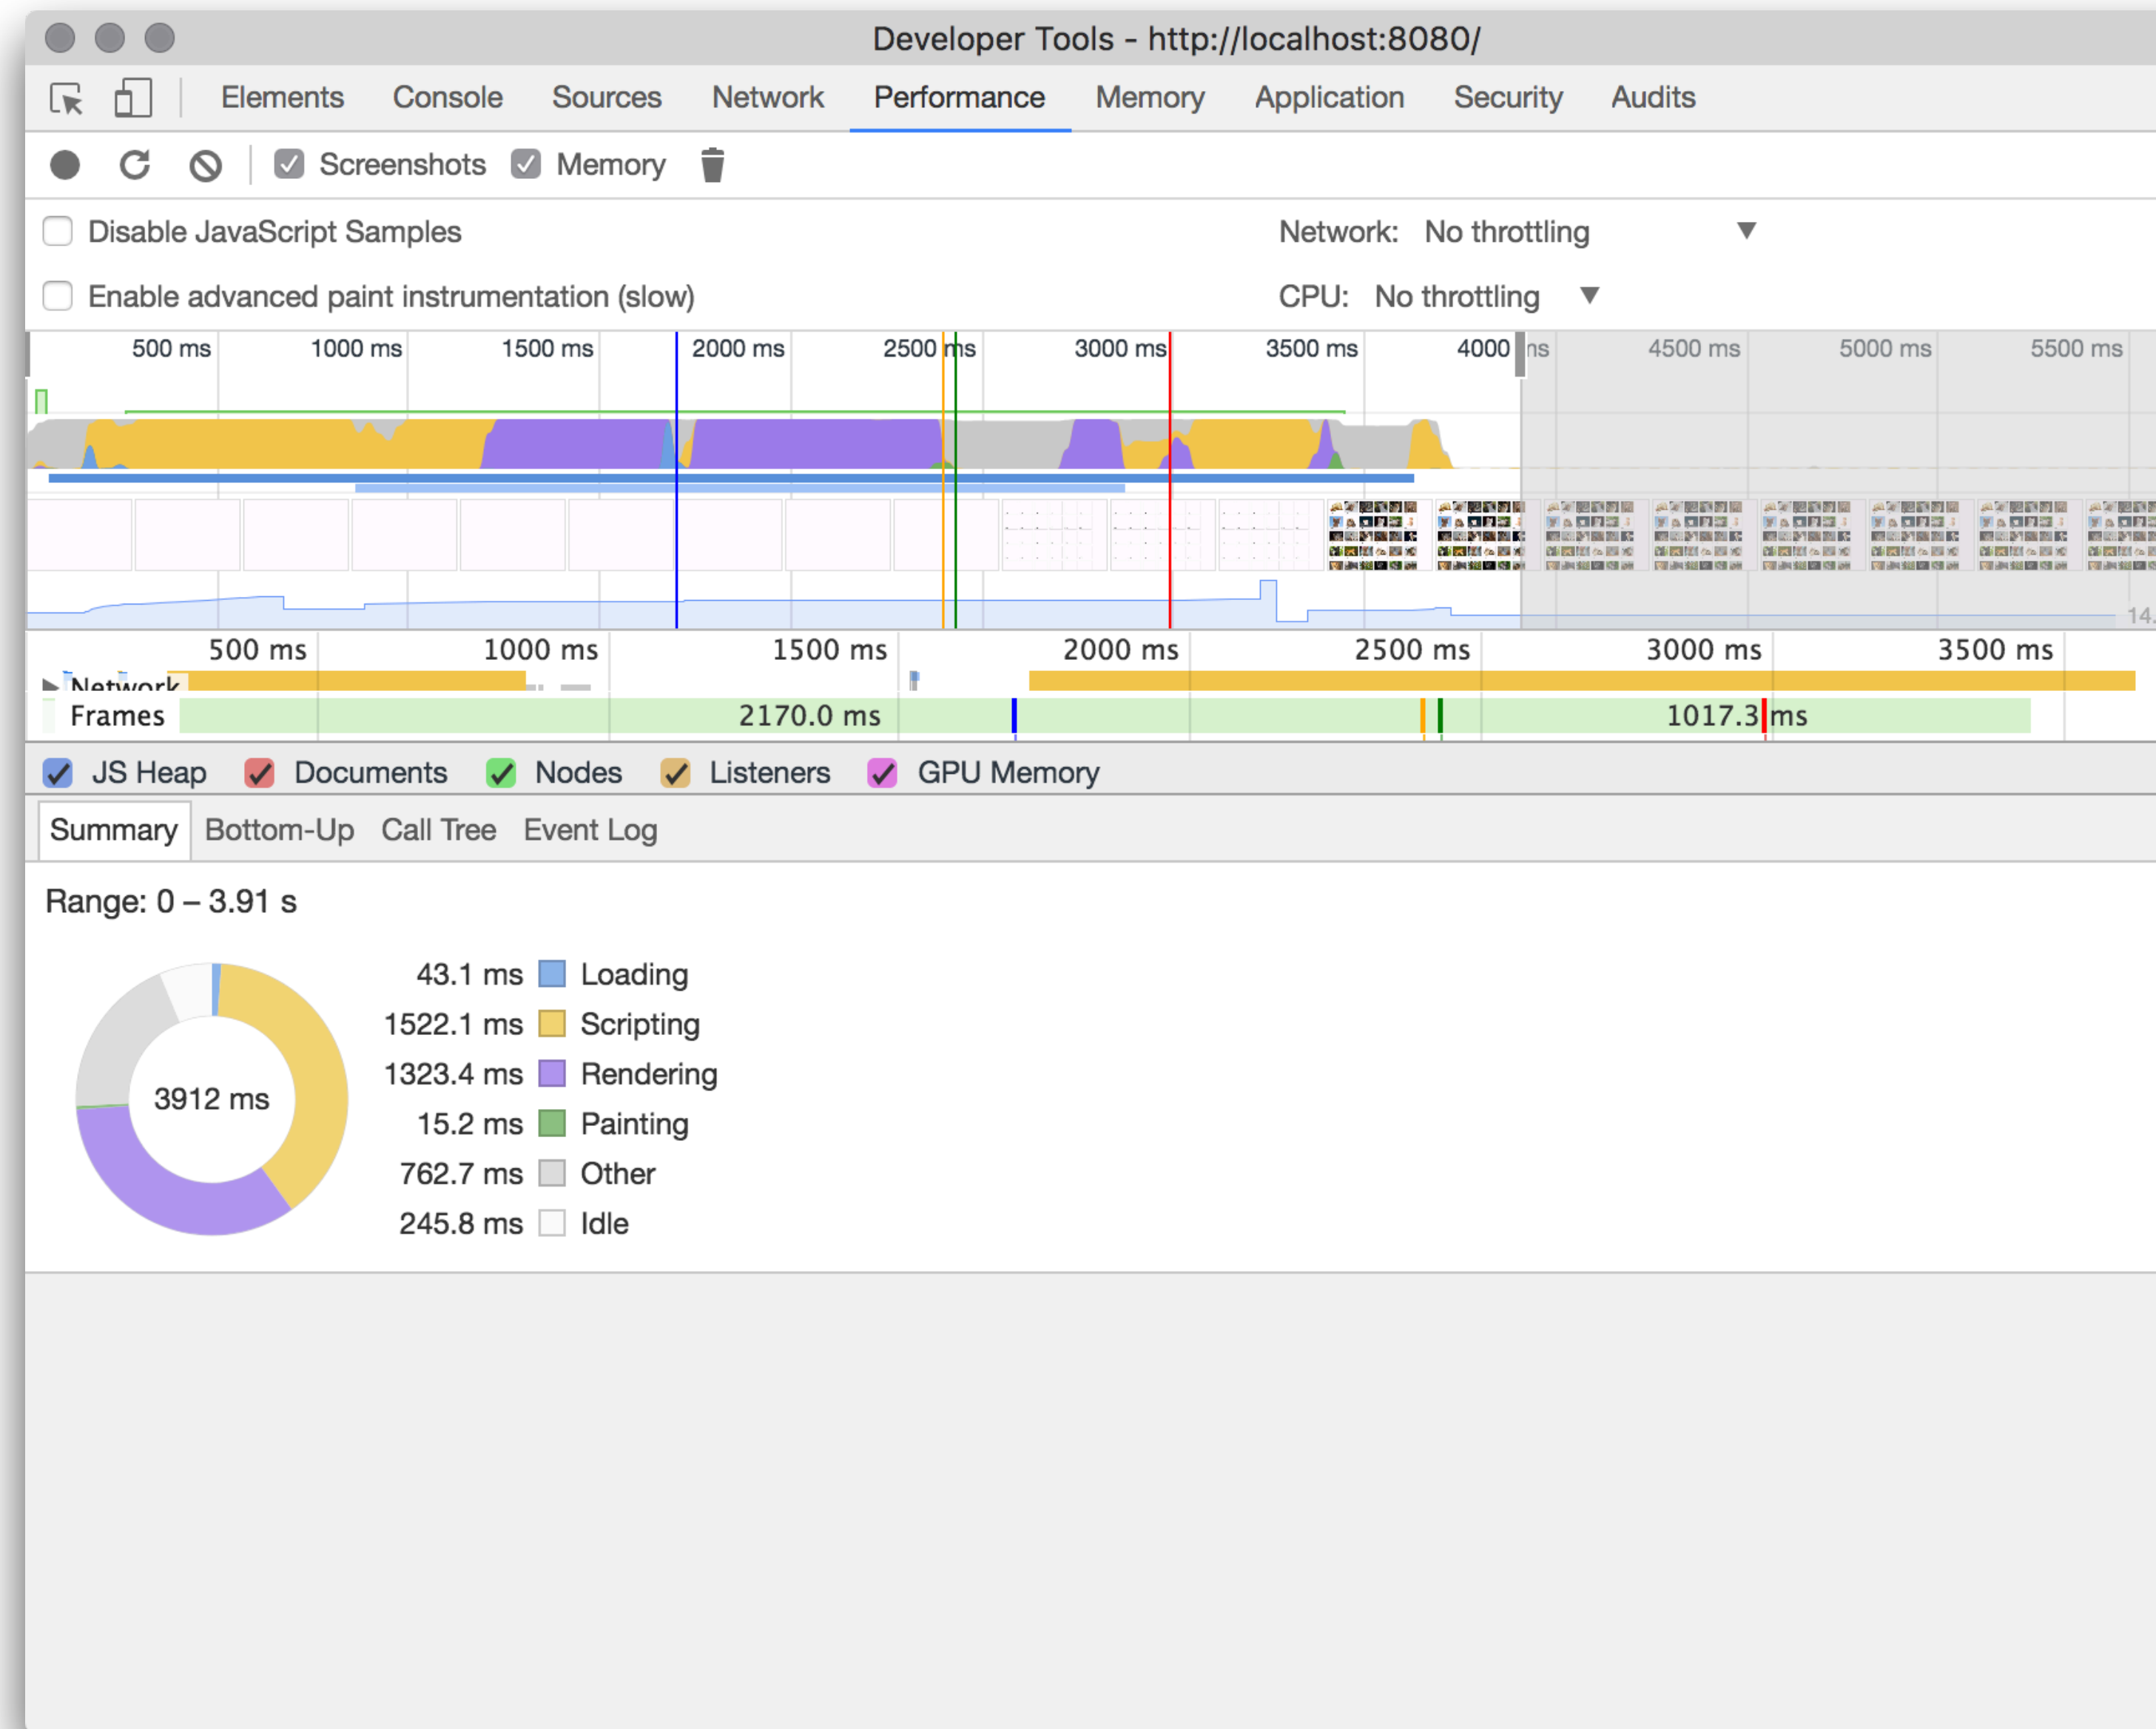 Developer Tools - http://localhost:8080/
Elements Console Sources Network Performance Memory Application Security Audits
Screenshots Memory
Disable JavaScript Samples Network: No throttling
Enable advanced paint instrumentation (slow) CPU: No throttling
500 ms 1000 ms 1500 ms 2000 ms 2500 ms 3000 ms 3500 ms 4000 ms 4500 ms 5000 ms 5500 ms
14.
500 ms 1000 ms 1500 ms 2000 ms 2500 ms 3000 ms 3500 ms
Network
Frames 2170.0 ms 1017.3 ms
JS Heap Documents Nodes Listeners GPU Memory
Summary Bottom-Up Call Tree Event Log
Range: 0 – 3.91 s
3912 ms
43.1 ms Loading
1522.1 ms Scripting
1323.4 ms Rendering
15.2 ms Painting
762.7 ms Other
245.8 ms Idle